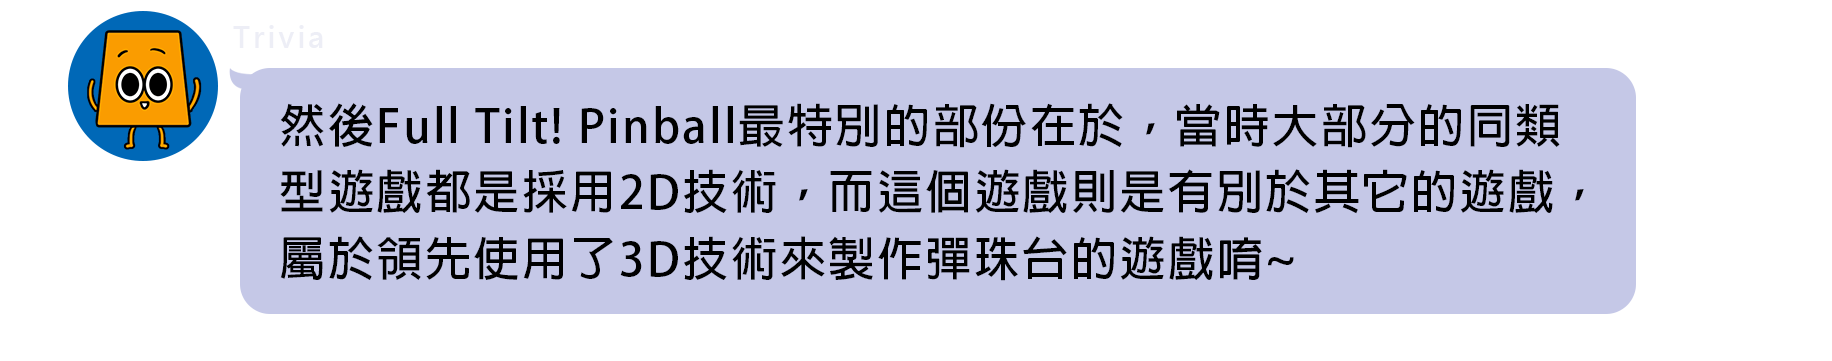 Trivia
然後Full Tilt! Pinball最特別的部份在於，當時大部分的同類
型遊戲都是採用2D技術，而這個遊戲則是有別於其它的遊戲，
屬於領先使用了3D技術來製作彈珠台的遊戲唷~